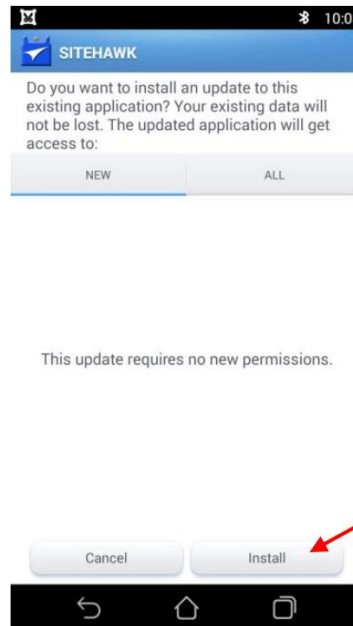 10:0
SITEHAWK
Do you want to install an update to this
existing application? Your existing data will
not be lost. The updated application will get
access to:
NEW ALL
This update requires no new permissions.
Cancel Install